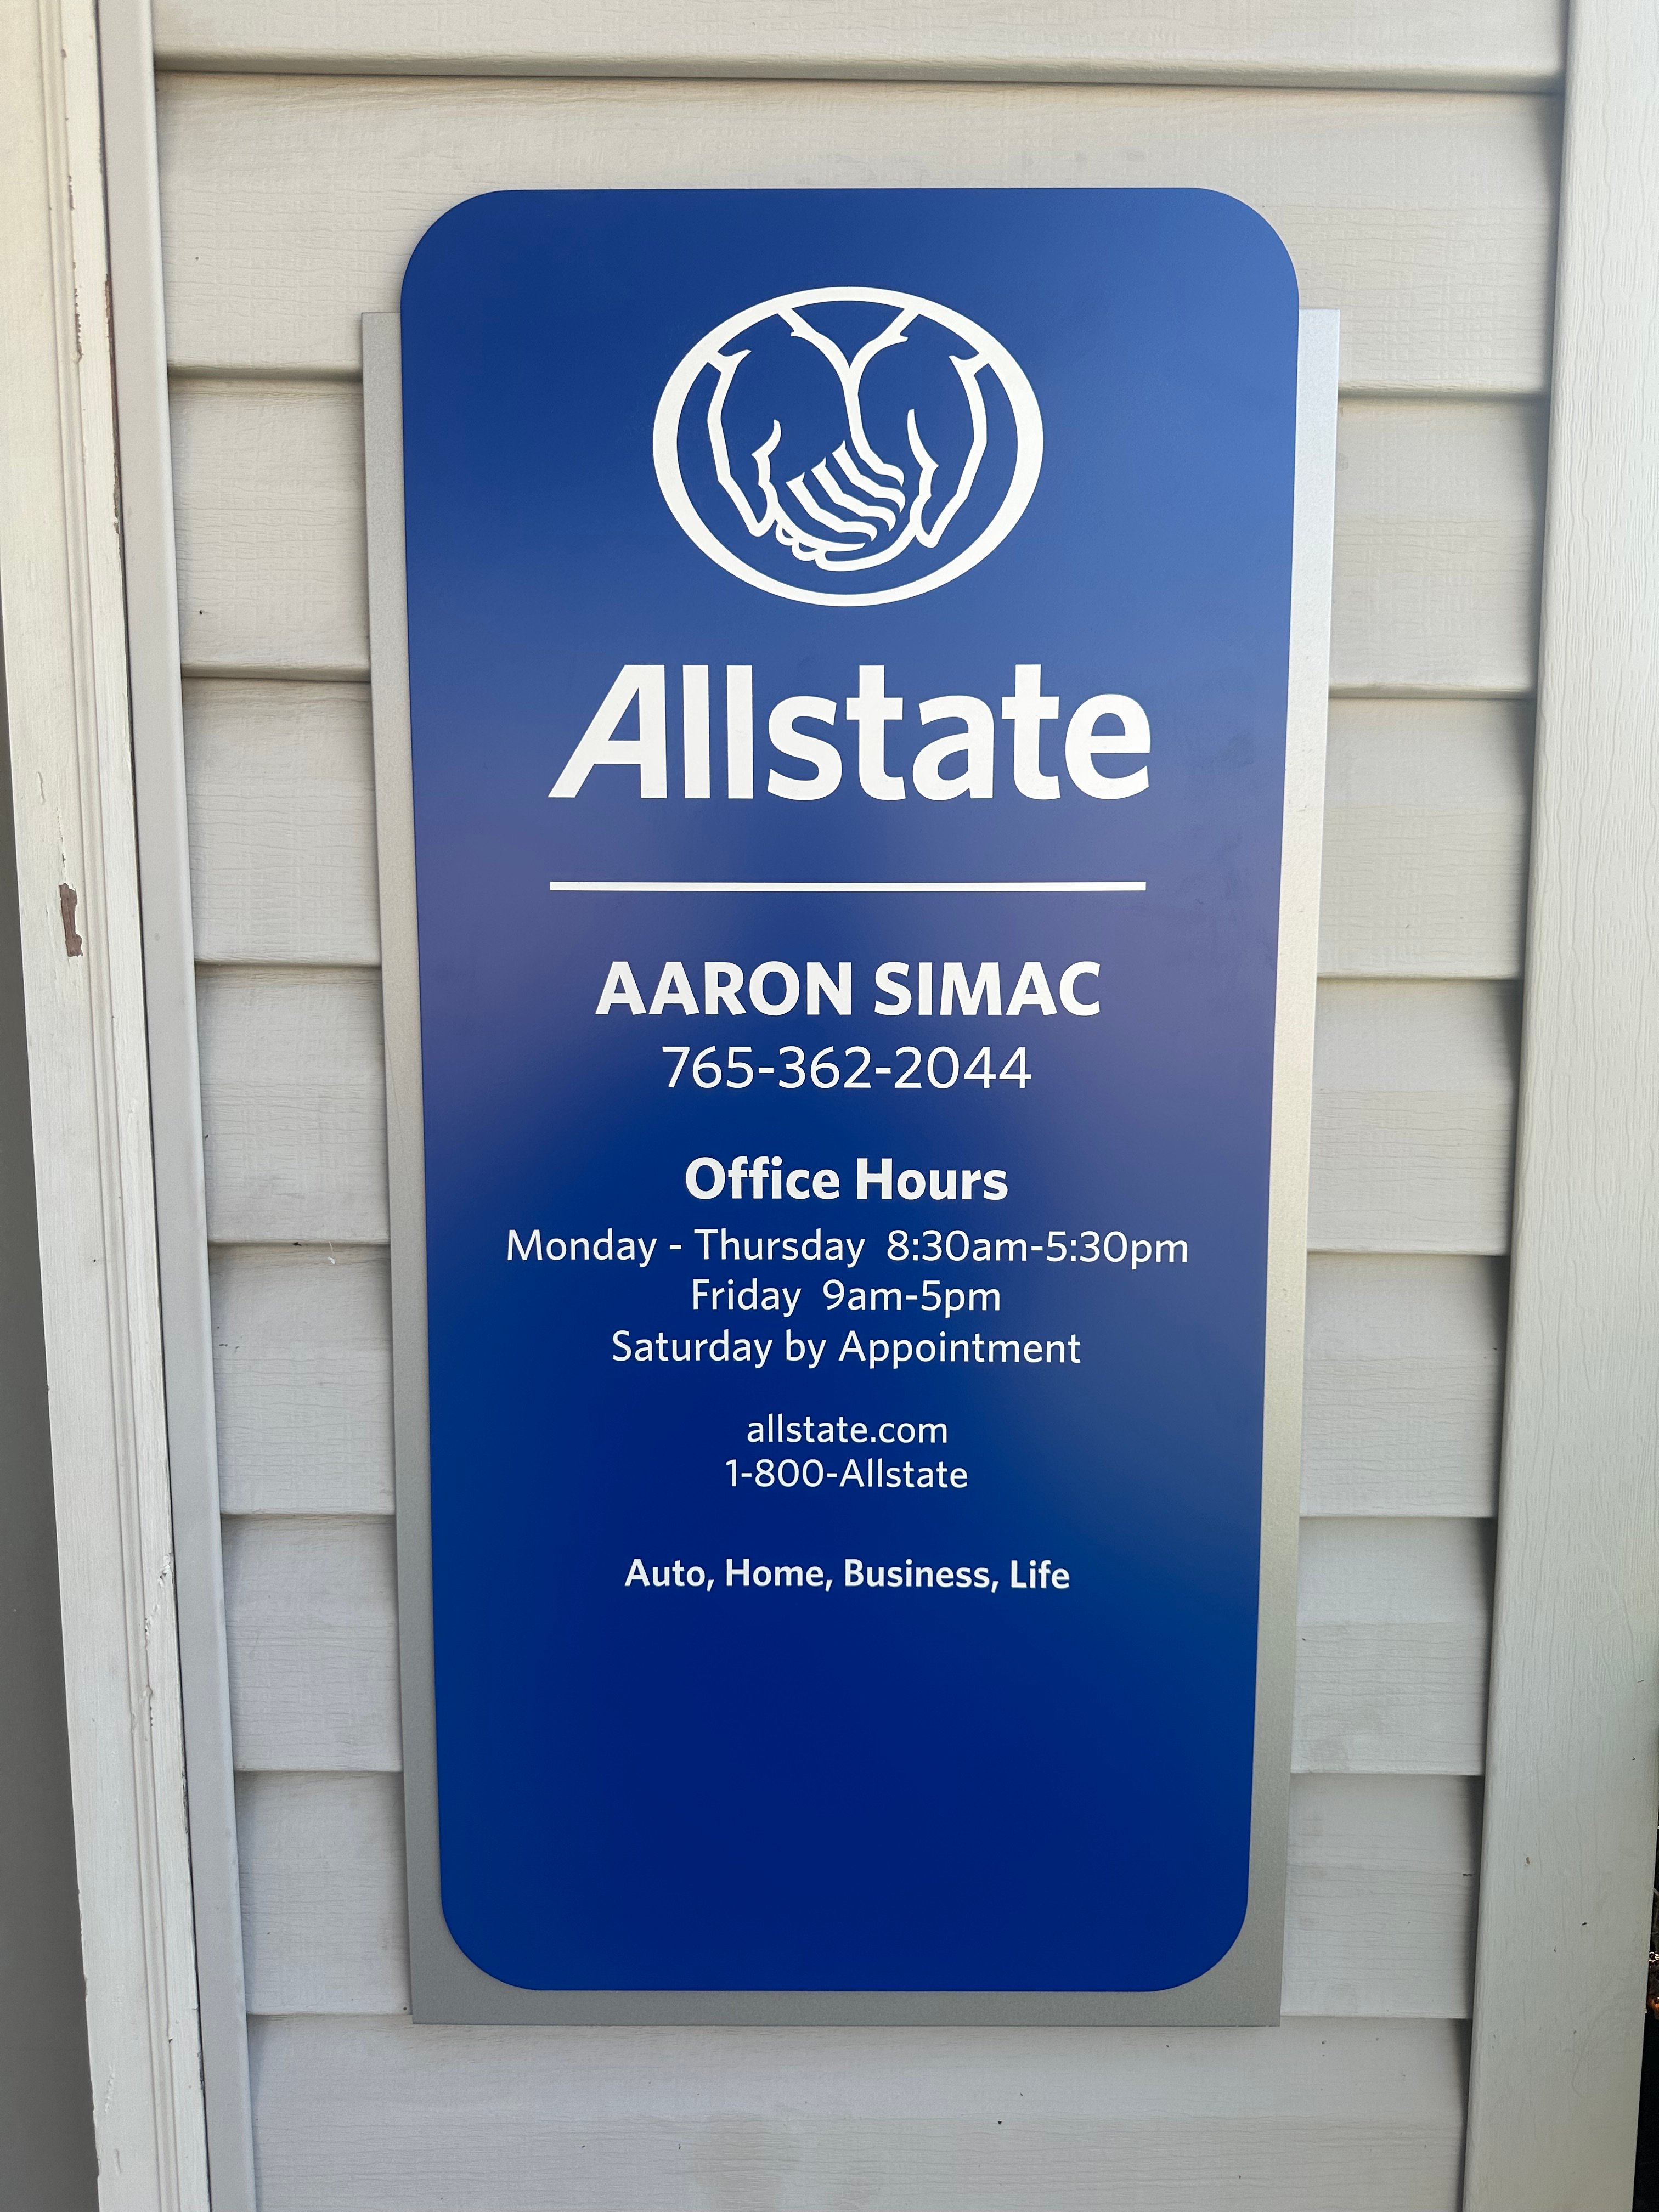 Allstate
AARON SIMAC
765-362-2044
Office Hours
Monday - Thursday 8:30am-5:30pm
Friday 9am-5pm
Saturday by Appointment
allstate.com
1-800-Allstate
Auto, Home, Business, Life